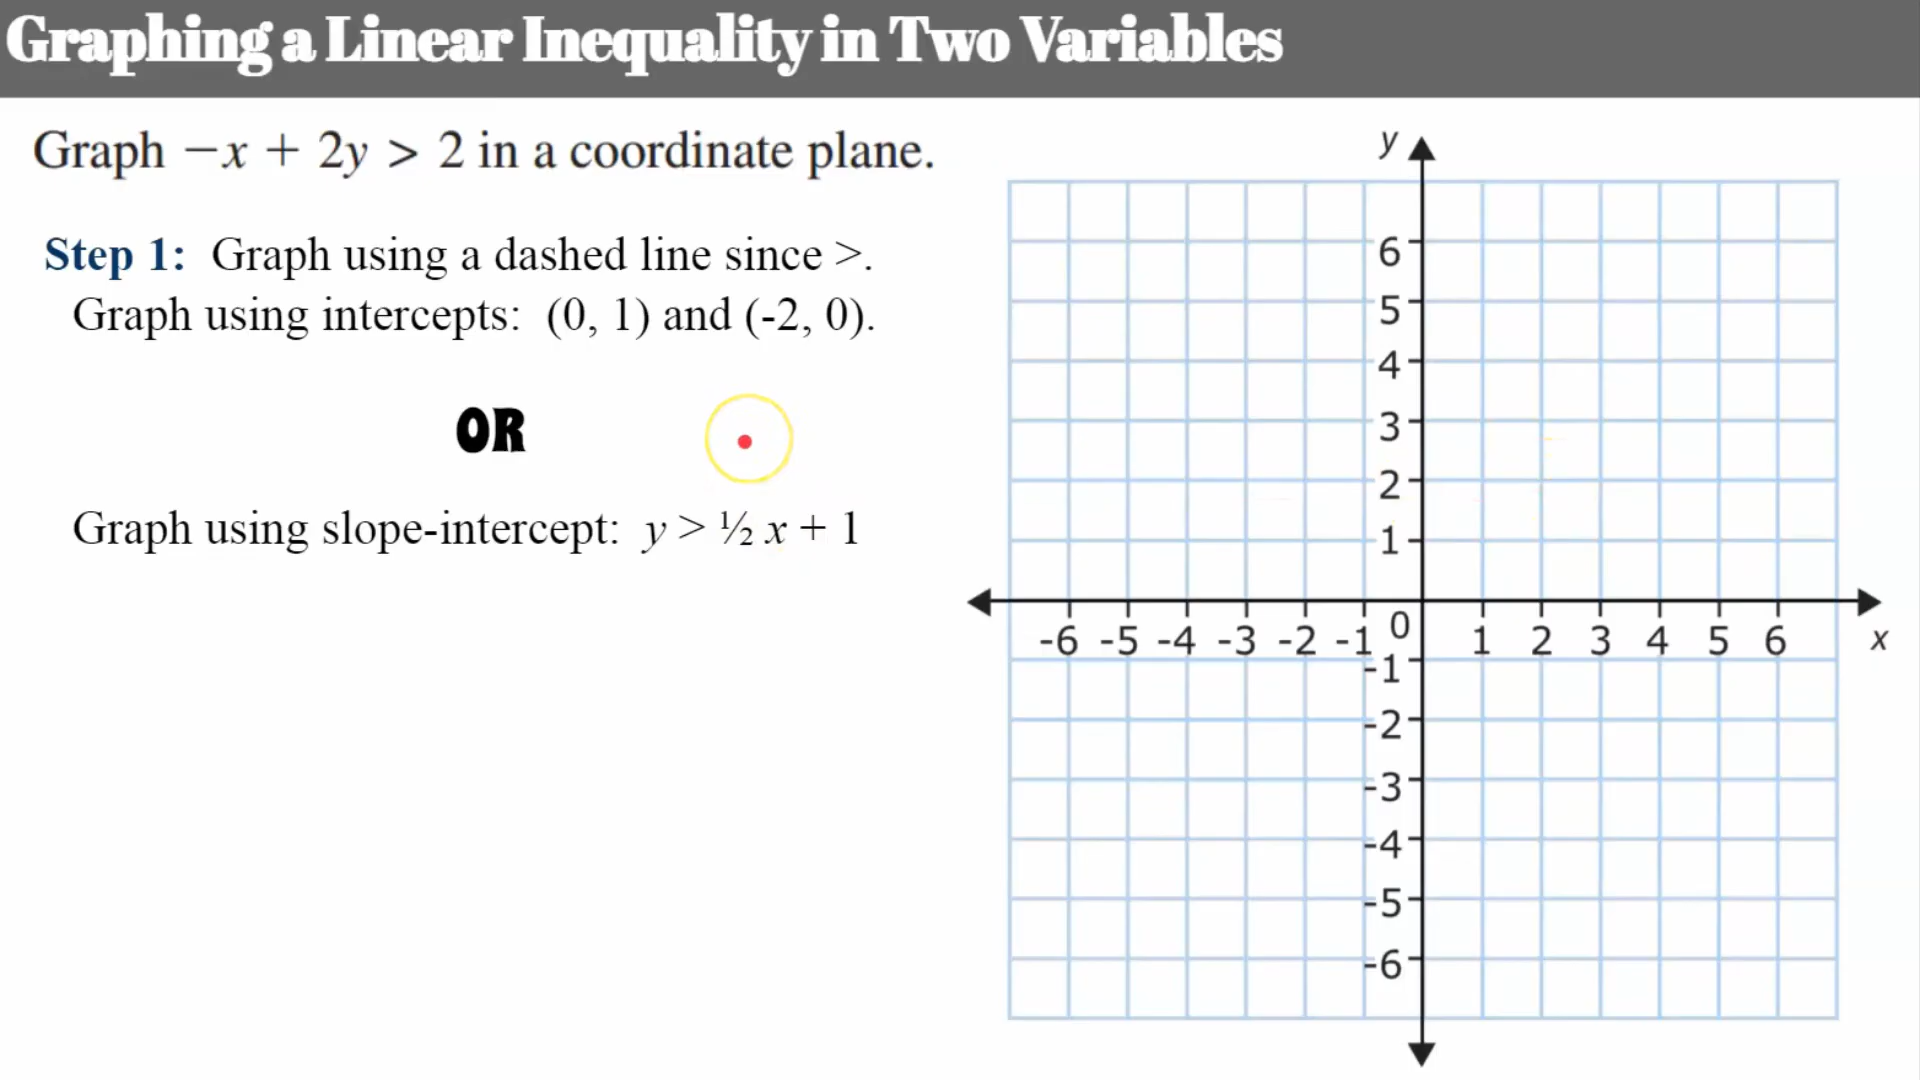 Graphing a Linear Inequality in Two Variables
Graph −x + 2y > 2 in a coordinate plane.
Step 1: Graph using a dashed line since >.
Graph using intercepts: (0, 1) and (-2, 0).
OR
Graph using slope-intercept: y > ½ x + 1
y
6
5
4
3
2
1
-6 -5 -4 -3 -2 -1 0 1 2 3 4 5 6 x
-1
-2
-3
-4
-5
-6